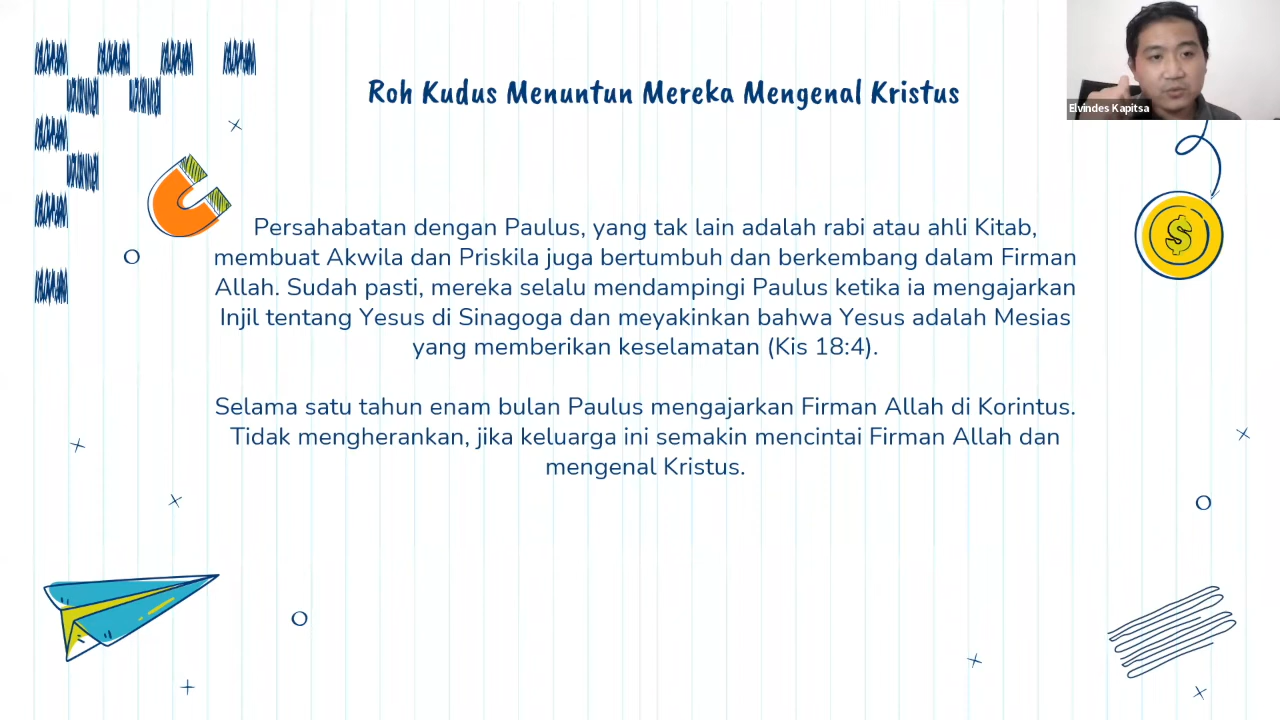 Roh Kudus Menuntun Mereka Mengenal Kristus
Elvindes Kapitsa
Persahabatan dengan Paulus, yang tak lain adalah rabi atau ahli Kitab,
membuat Akwila dan Priskila juga bertumbuh dan berkembang dalam Firman
Allah. Sudah pasti, mereka selalu mendampingi Paulus ketika ia mengajarkan
Injil tentang Yesus di Sinagoga dan meyakinkan bahwa Yesus adalah Mesias
yang memberikan keselamatan (Kis 18:4).
Selama satu tahun enam bulan Paulus mengajarkan Firman Allah di Korintus.
Tidak mengherankan, jika keluarga ini semakin mencintai Firman Allah dan
mengenal Kristus.